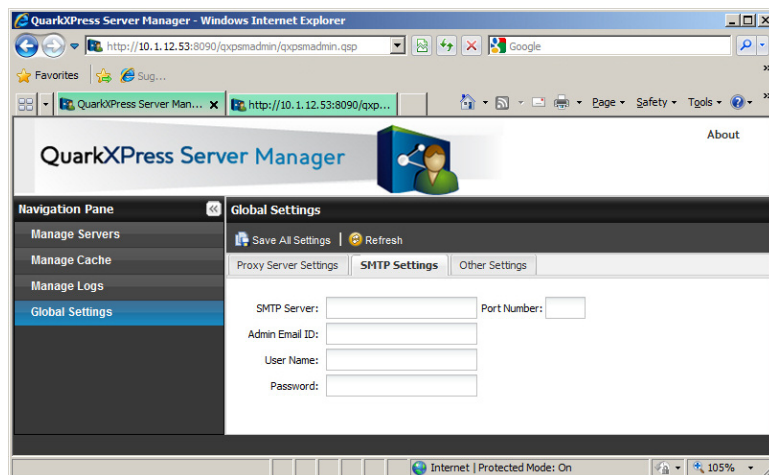 QuarkXPress Server Manager - Windows Internet Explorer
http://10.1.12.53:8090/qxpsmadmin/qxpsmadmin.qsp
Google
Favorites
Sug...
QuarkXPress Server Man...
http://10.1.12.53:8090/qxp...
Page
Safety
Tools
»
About
QuarkXPress Server Manager
Navigation Pane
Global Settings
Manage Servers
Save All Settings | Refresh
Manage Cache
Proxy Server Settings
SMTP Settings
Other Settings
Manage Logs
Global Settings
SMTP Server:
Port Number:
Admin Email ID:
User Name:
Password:
Internet | Protected Mode: On
105%